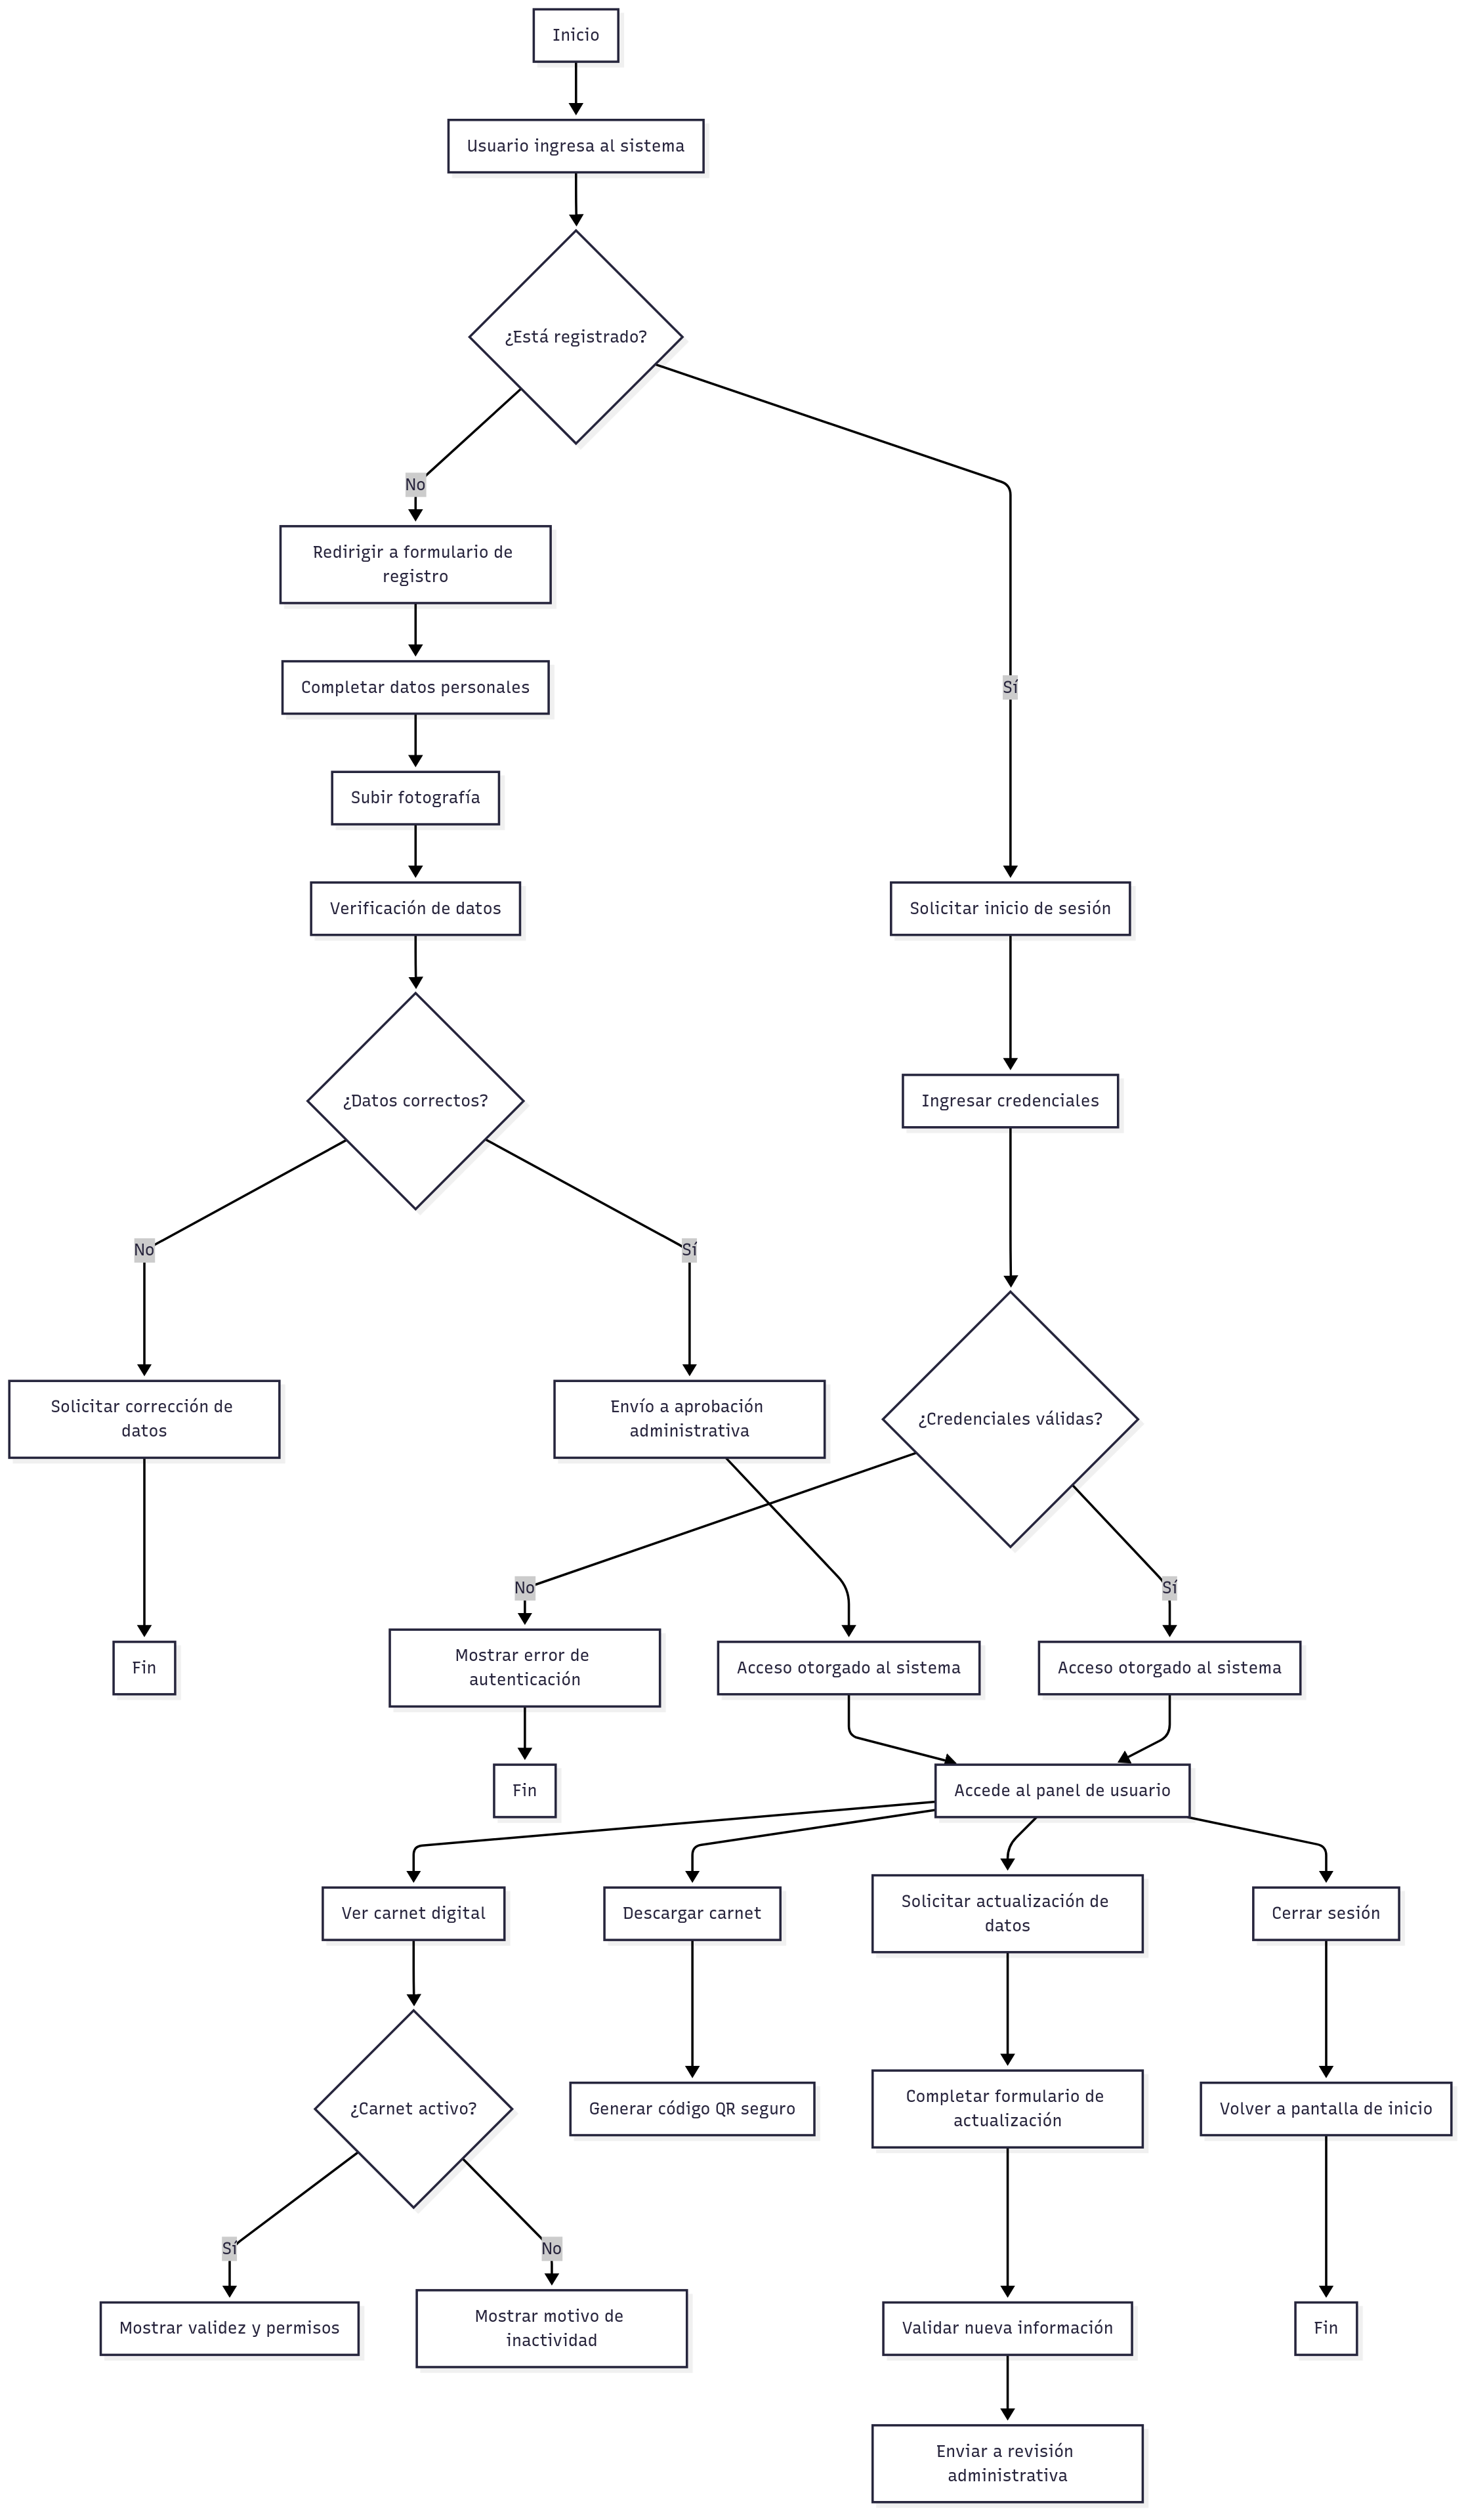 Inicio
Usuario ingresa al sistema
¿Está registrado?
No
Redirigir a formulario de
registro
Completar datos personales
Sí
Subir fotografía
Verificación de datos
Solicitar inicio de sesión
¿Datos correctos?
Ingresar credenciales
No
Sí
Solicitar corrección de
datos
Envío a aprobación
administrativa
¿Credenciales válidas?
No
Sí
Fin
Mostrar error de
autenticación
Acceso otorgado al sistema
Acceso otorgado al sistema
Fin
Accede al panel de usuario
Ver carnet digital
Descargar carnet
Solicitar actualización de
datos
Cerrar sesión
¿Carnet activo?
Generar código QR seguro
Completar formulario de
actualización
Volver a pantalla de inicio
Sí
No
Mostrar validez y permisos
Mostrar motivo de
inactividad
Validar nueva información
Fin
Enviar a revisión
administrativa